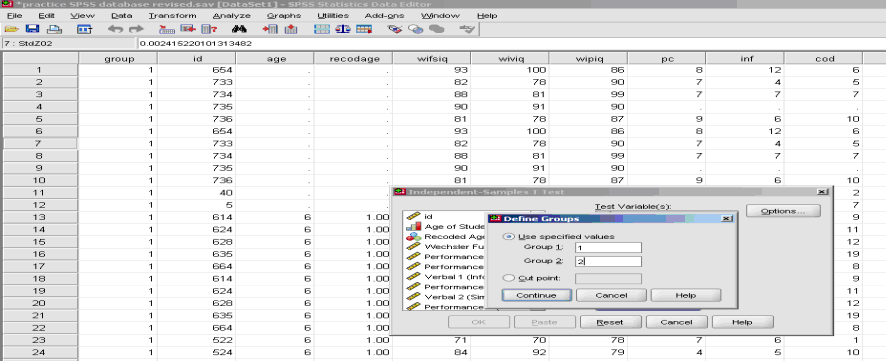 *practice SPSS database revised.sav [DataSet1] - SPSS Statistics Data Editor
File Edit View Data Transform Analyze Graphs Utilities Add-ons Window Help
7 : StdZ02 0.002415220101313482
group id age recodage wifsiq wiviq wipiq pc inf cod
1 1 654 . . 93 100 86 8 12 6
2 1 733 . . 82 78 90 7 4 5
3 1 734 . . 88 81 99 7 7 7
4 1 735 . . 90 91 90 . . .
5 1 736 . . 81 78 87 9 6 10
6 1 654 . . 93 100 86 8 12 6
7 1 733 . . 82 78 90 7 4 5
8 1 734 . . 88 81 99 7 7 7
9 1 735 . . 90 91 90 . . .
10 1 736 . . 81 78 87 9 6 10
11 1 40 . . 2
12 1 5 . . 7
13 1 614 6 1.00 9
14 1 624 6 1.00 11
15 1 628 6 1.00 12
16 1 635 6 1.00 19
17 1 664 6 1.00 8
18 1 614 6 1.00 9
19 1 624 6 1.00 11
20 1 628 6 1.00 12
21 1 635 6 1.00 19
22 1 664 6 1.00 8
23 1 522 6 1.00 71 70 78 7 6 1
24 1 524 6 1.00 84 92 79 4 5 10
Independent-Samples T Test
Test Variable(s):
Options...
id
Age of Stude
Recoded Age
Wechsler Fu
Performance
Performance
Verbal 1 (Info
Performance
Verbal 2 (Sim
Performance
OK Paste Reset Cancel Help
Define Groups
Use specified values
Group 1: 1
Group 2: 2
Cut point:
Continue Cancel Help